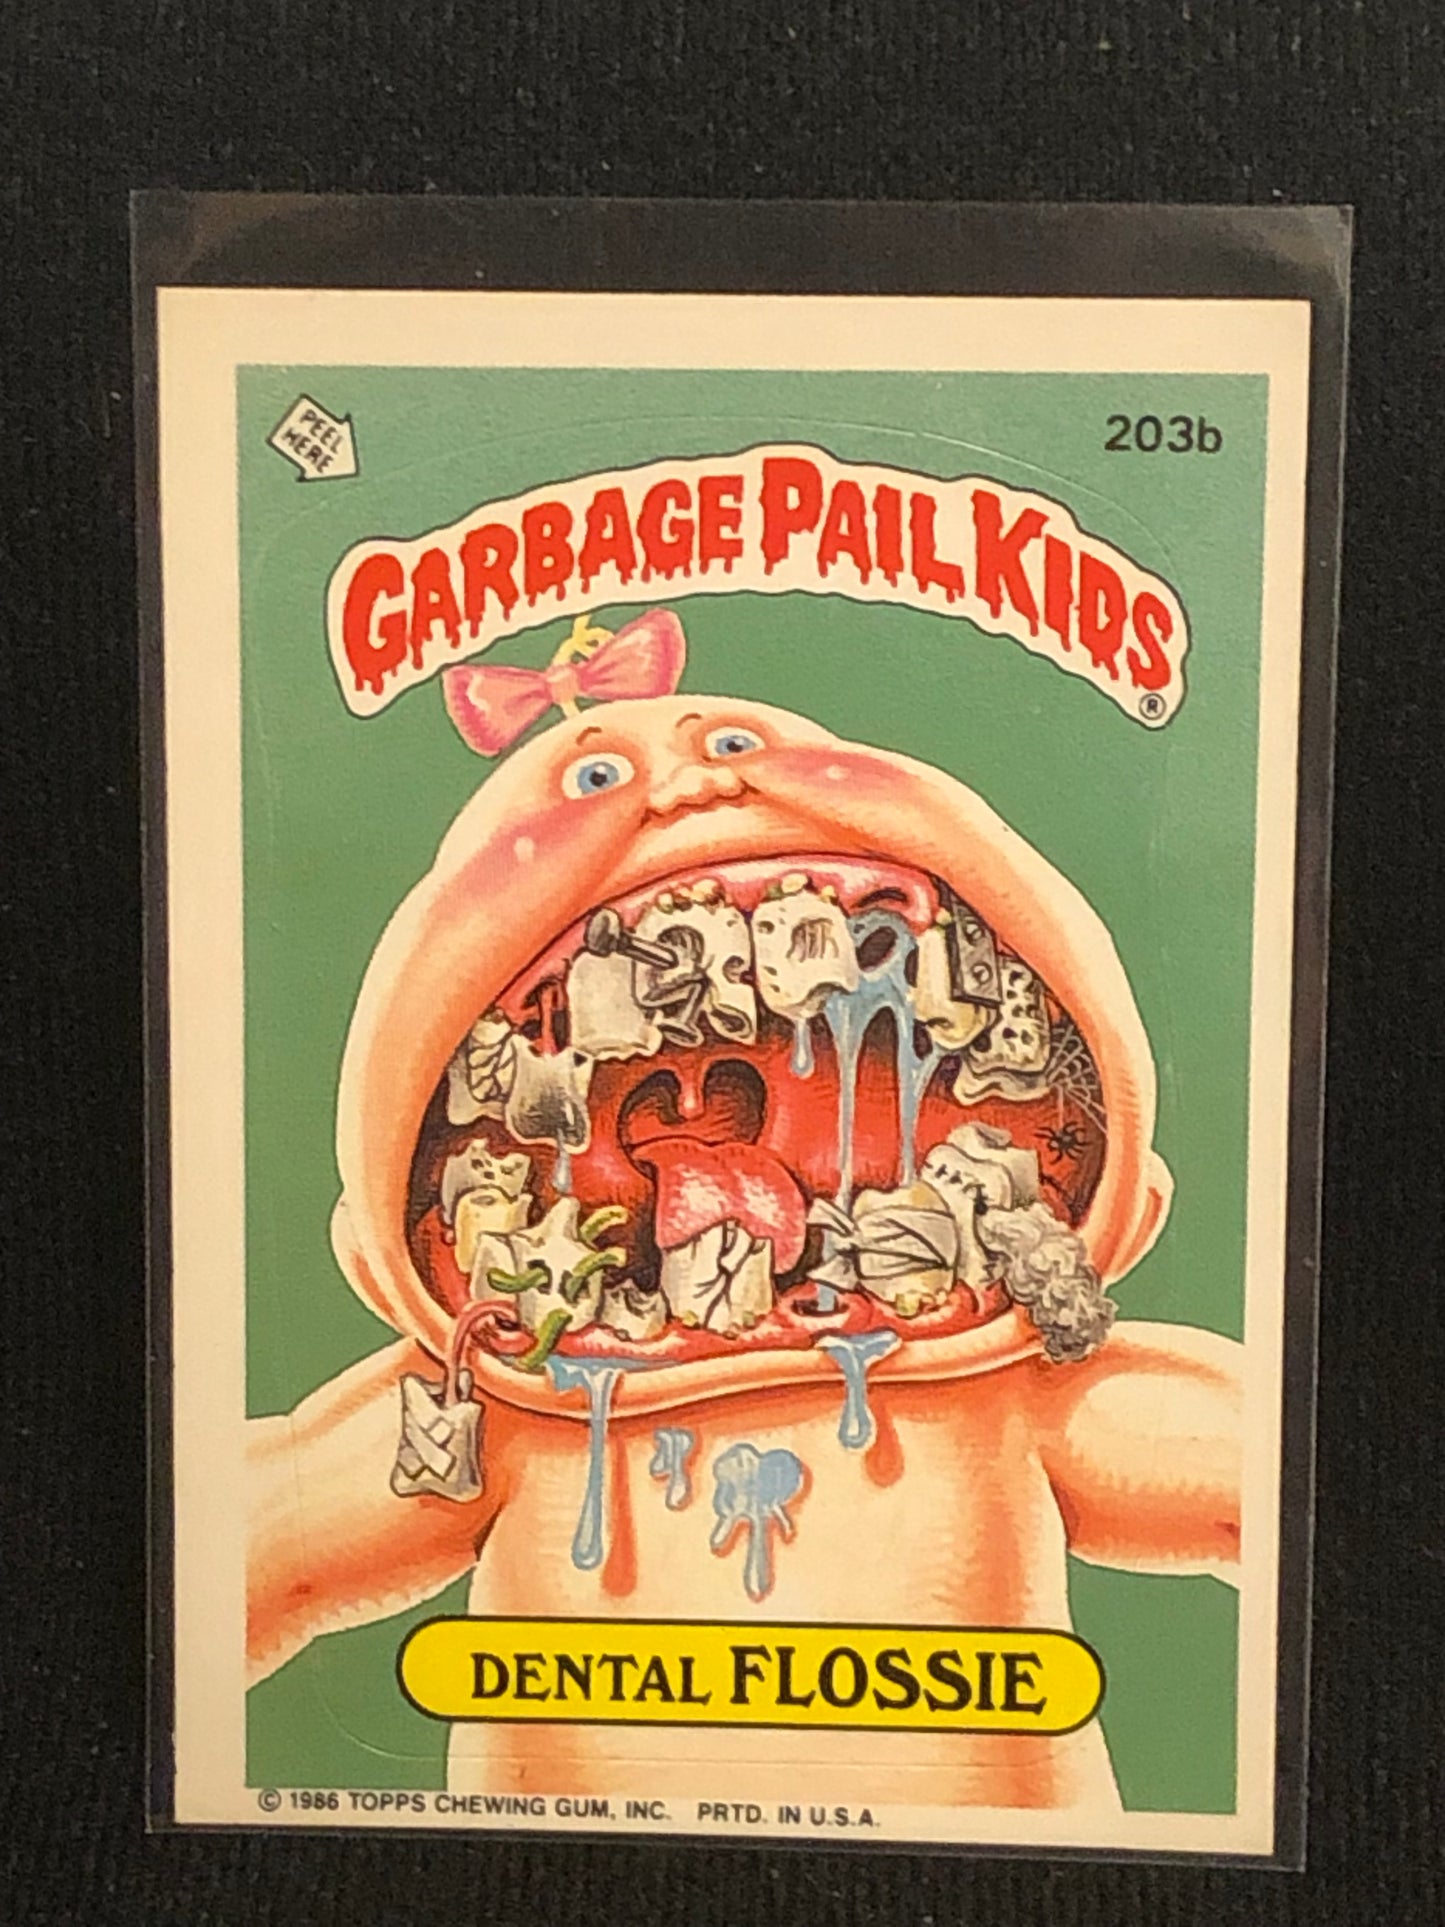 PEEL
HERE
203b
GARBAGE PAIL KIDS
®
DENTAL FLOSSIE
© 1986 TOPPS CHEWING GUM, INC. PRTD. IN U.S.A.